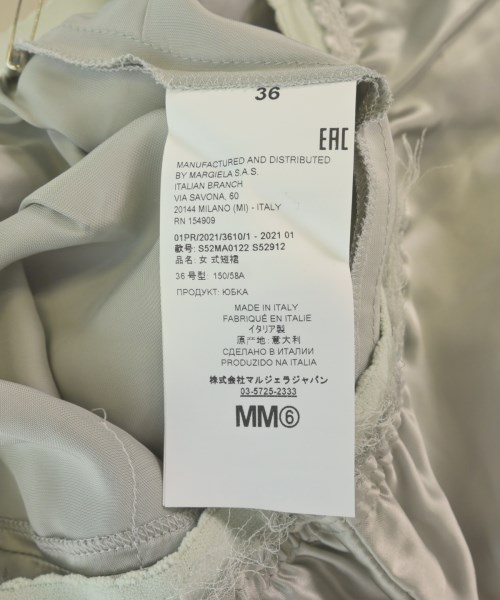 36
EAC
MANUFACTURED AND DISTRIBUTED
BY MARGIELA S.A.S.
ITALIAN BRANCH
VIA SAVONA, 60
20144 MILANO (MI) - ITALY
RN 154909
01PR/2021/3610/1 - 2021 01
款号: S52MA0122 S52912
品名: 女 式短裙
36 号型: 150/58A
ПРОДУКТ: ЮБКА
MADE IN ITALY
FABRIQUÉ EN ITALIE
イタリア製
原产地: 意大利
СДЕЛАНО В ИТАЛИИ
PRODUZIDO NA ITALIA
株式会社マルジェラジャパン
03-5725-2333
MM⑥